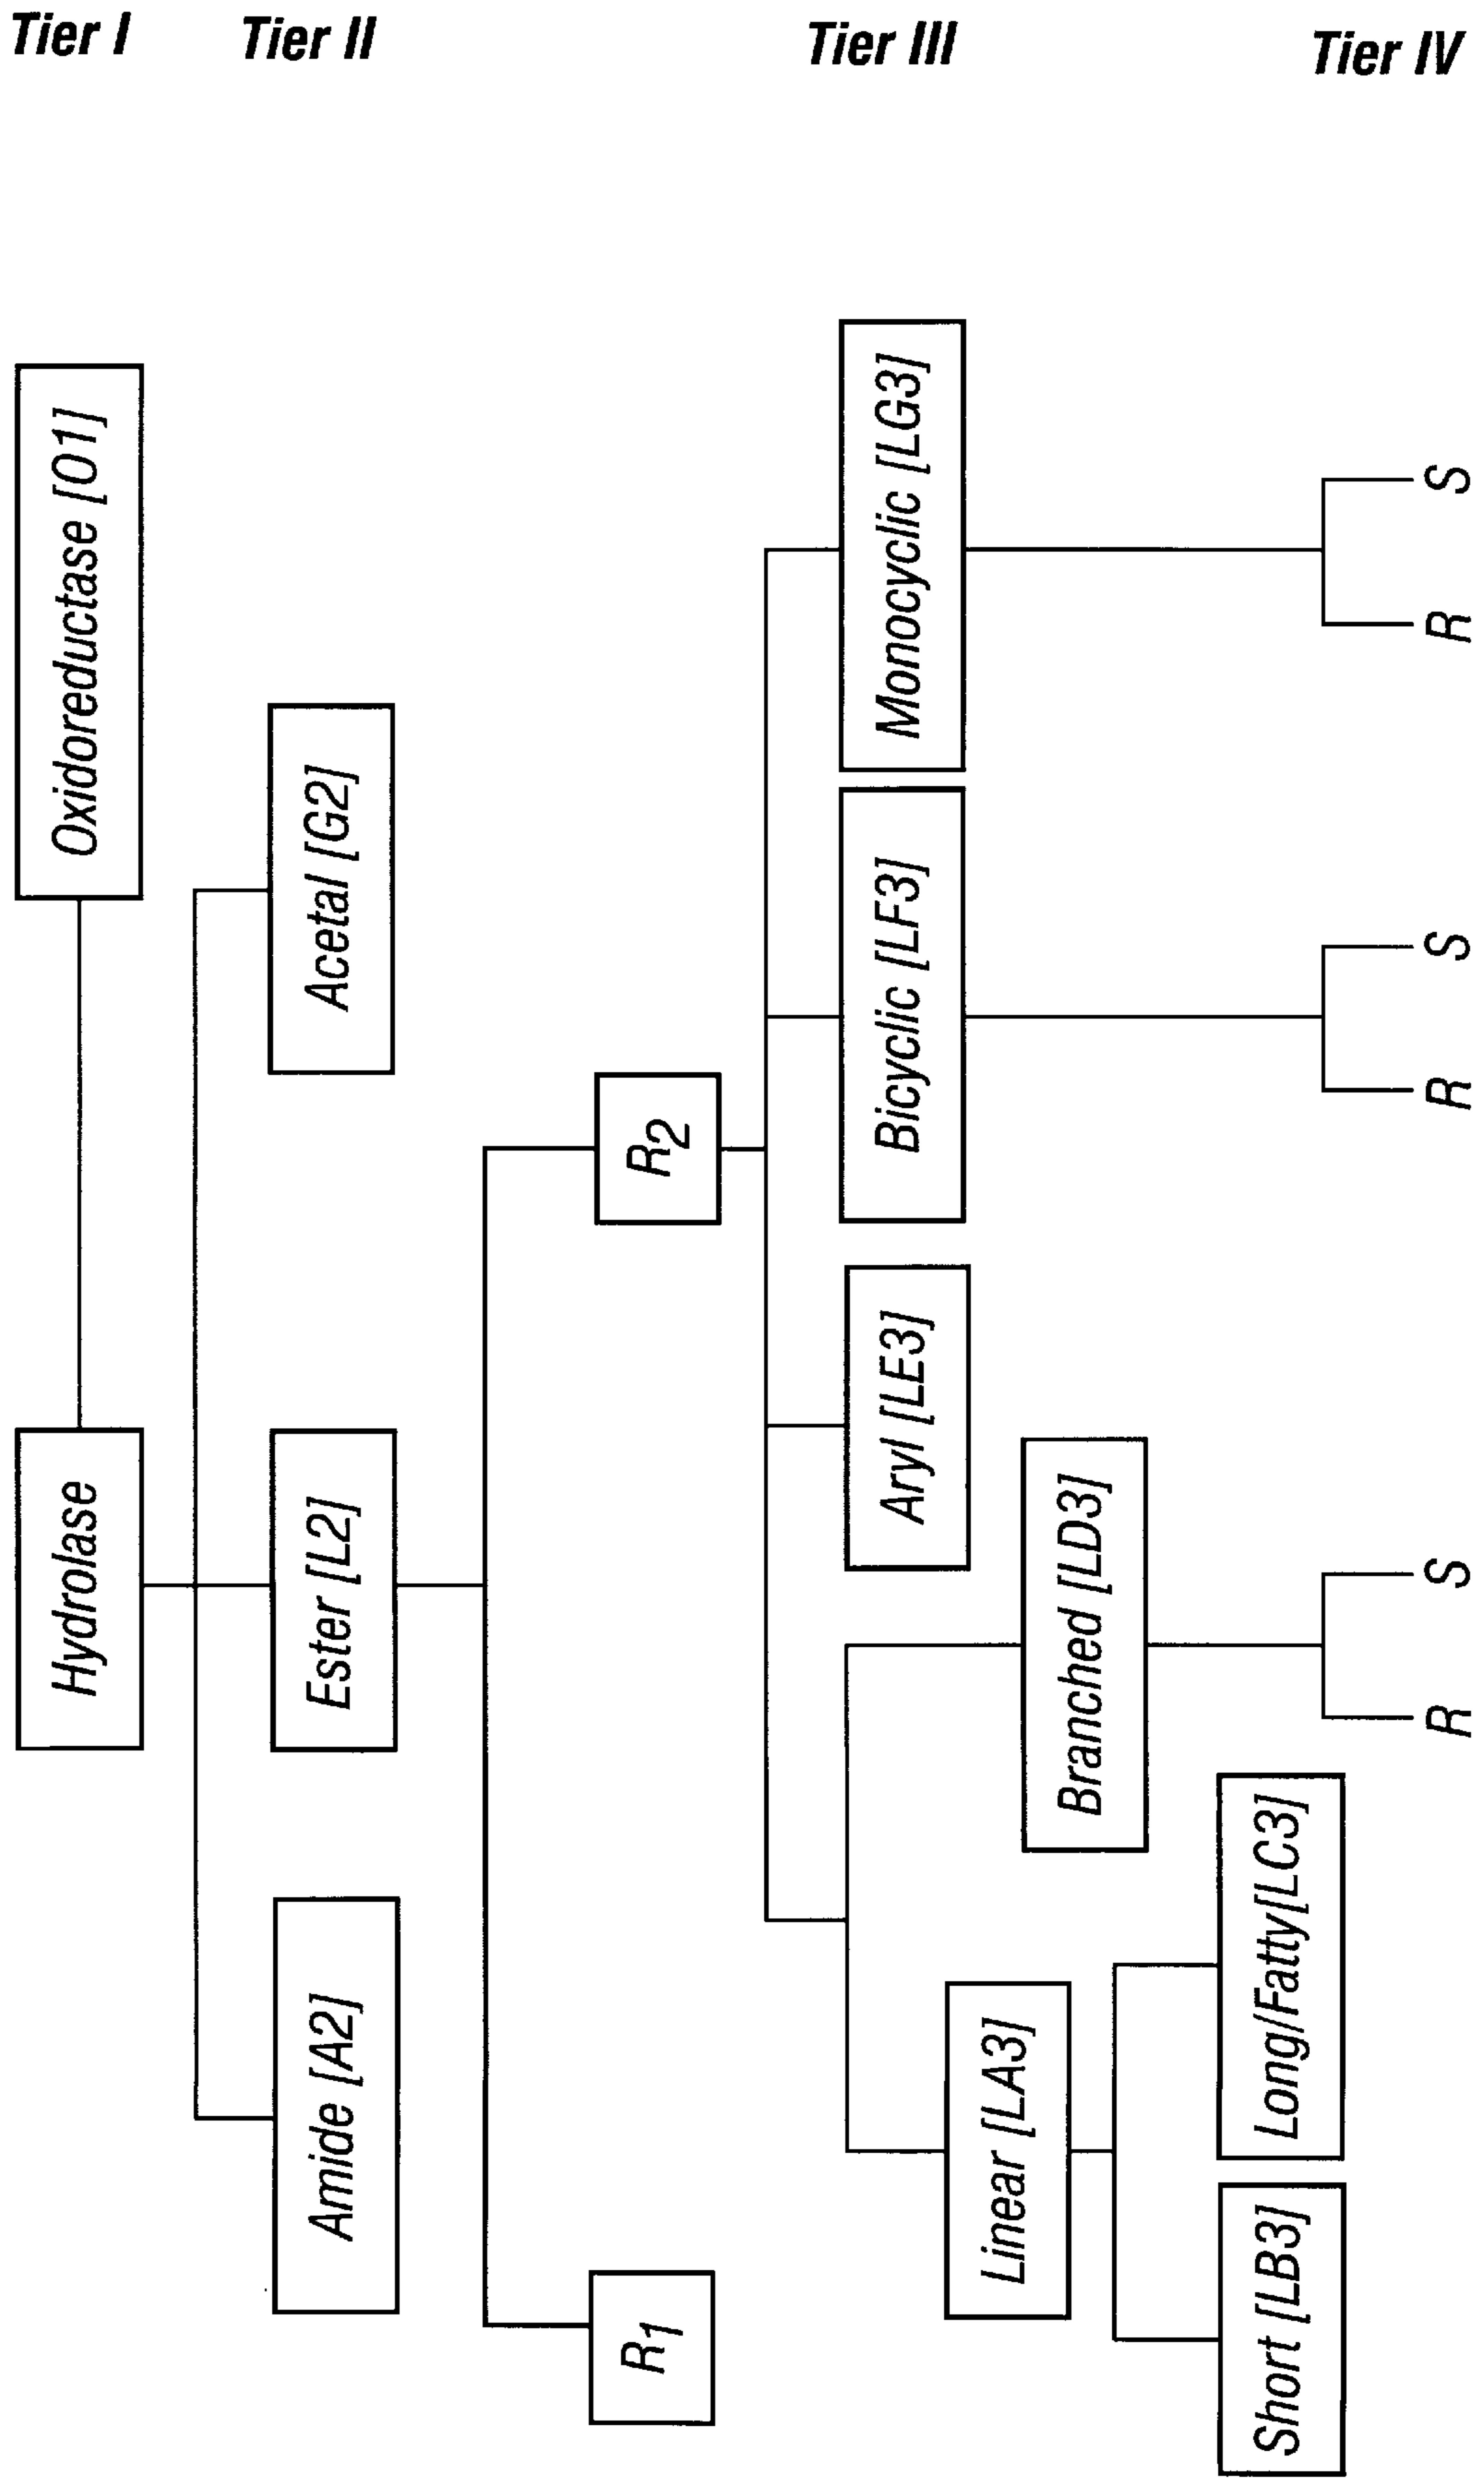 Tier I
Hydrolase
Oxidoreductase [O1]
Tier II
Amide [A2]
Ester [L2]
Acetal [G2]
R1
R2
Tier III
Aryl [LE3]
Bicyclic [LF3]
Monocyclic [LG3]
Linear [LA3]
Branched [LD3]
Short [LB3]
Long/Fatty[LC3]
Tier IV
R
S
R
S
R
S